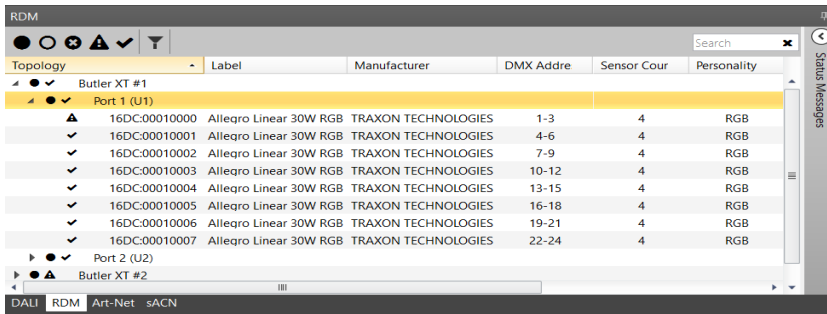 RDM
Search
Topology Label Manufacturer DMX Addre Sensor Cour Personality
Butler XT #1
Port 1 (U1)
16DC:00010000 Allegro Linear 30W RGB TRAXON TECHNOLOGIES 1-3 4 RGB
16DC:00010001 Allegro Linear 30W RGB TRAXON TECHNOLOGIES 4-6 4 RGB
16DC:00010002 Allegro Linear 30W RGB TRAXON TECHNOLOGIES 7-9 4 RGB
16DC:00010003 Allegro Linear 30W RGB TRAXON TECHNOLOGIES 10-12 4 RGB
16DC:00010004 Allegro Linear 30W RGB TRAXON TECHNOLOGIES 13-15 4 RGB
16DC:00010005 Allegro Linear 30W RGB TRAXON TECHNOLOGIES 16-18 4 RGB
16DC:00010006 Allegro Linear 30W RGB TRAXON TECHNOLOGIES 19-21 4 RGB
16DC:00010007 Allegro Linear 30W RGB TRAXON TECHNOLOGIES 22-24 4 RGB
Port 2 (U2)
Butler XT #2
DALI RDM Art-Net sACN
Status Messages